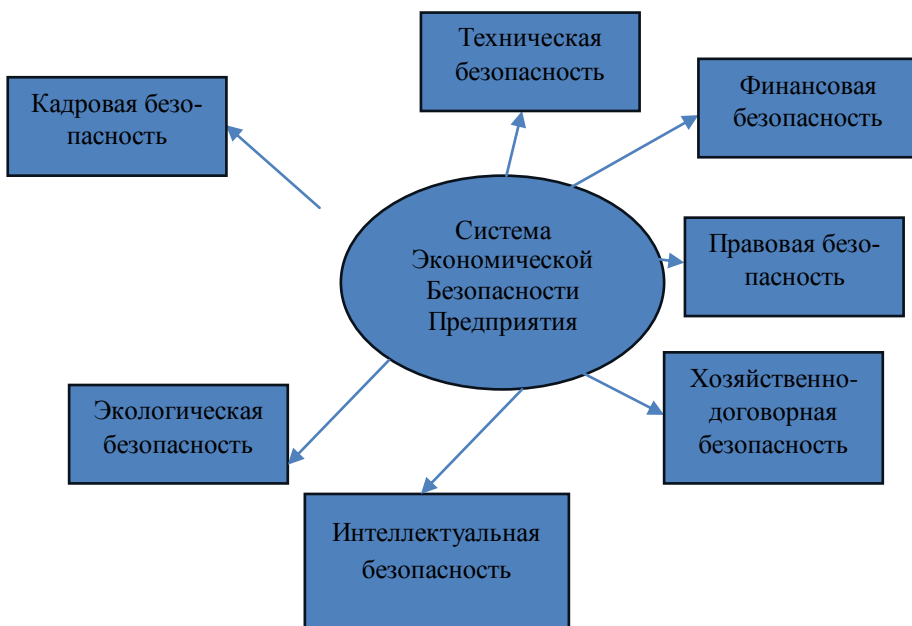 Техническая
безопасность
Кадровая безо-
пасность
Финансовая
безопасность
Система
Экономической
Безопасности
Предприятия
Правовая безо-
пасность
Хозяйственно-
договорная
безопасность
Экологическая
безопасность
Интеллектуальная
безопасность